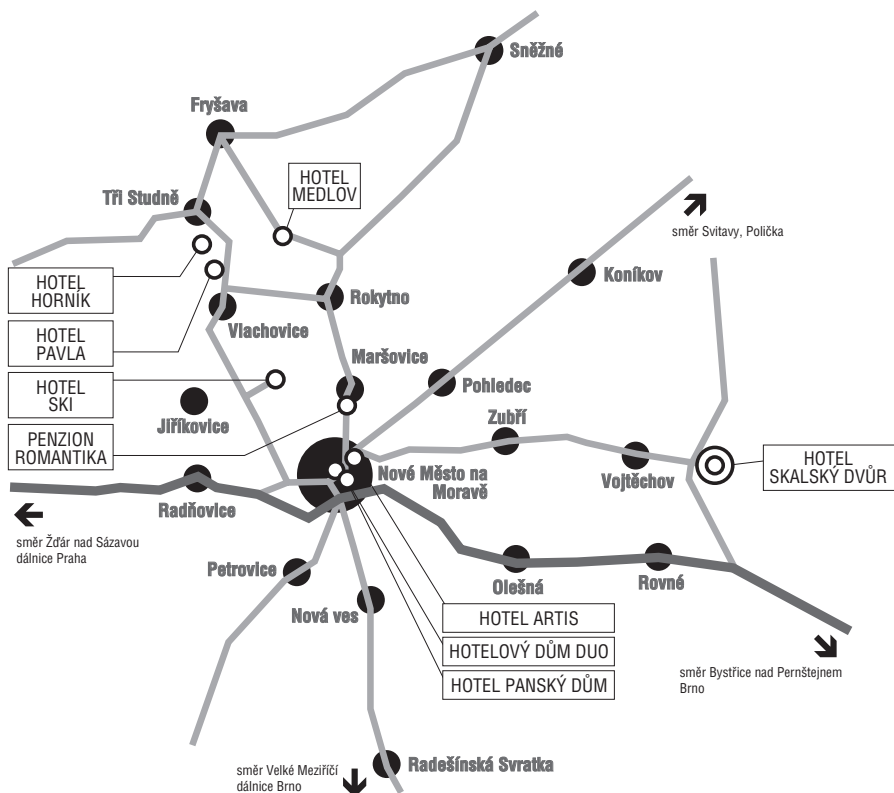 Sněžné
Fryšava
HOTEL
MEDLOV
Tři Studně
směr Svitavy, Polička
HOTEL
HORNÍK
Koníkov
Rokytno
Vlachovice
HOTEL
PAVLA
Maršovice
HOTEL
SKI
Pohledec
Jiříkovice
Zubří
PENZION
ROMANTIKA
Nové Město na
Moravě
Vojtěchov
HOTEL
SKALSKÝ DVŮR
Radňovice
směr Žďár nad Sázavou
dálnice Praha
Petrovice
Olešná
Rovné
Nová ves
HOTEL ARTIS
HOTELOVÝ DŮM DUO
HOTEL PANSKÝ DŮM
směr Bystřice nad Pernštejnem
Brno
Radešínská Svratka
směr Velké Meziříčí
dálnice Brno